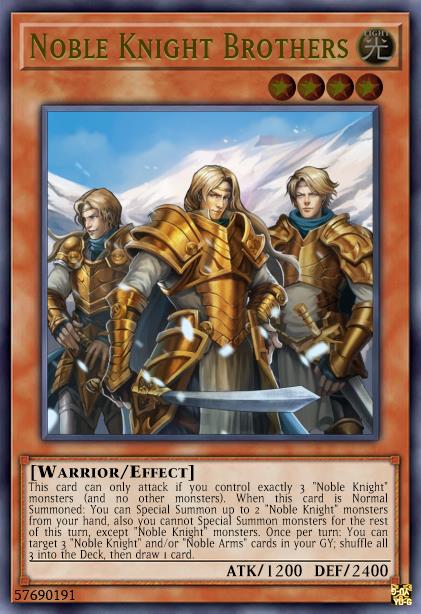 NOBLE KNIGHT BROTHERS
LIGHT
光
[WARRIOR/EFFECT]
This card can only attack if you control exactly 3 "Noble Knight"
monsters (and no other monsters). When this card is Normal
Summoned: You can Special Summon up to 2 "Noble Knight" monsters
from your hand, also you cannot Special Summon monsters for the rest
of this turn, except "Noble Knight" monsters. Once per turn: You can
target 3 "Noble Knight" and/or "Noble Arms" cards in your GY; shuffle all
3 into the Deck, then draw 1 card.
ATK/1200 DEF/2400
57690191